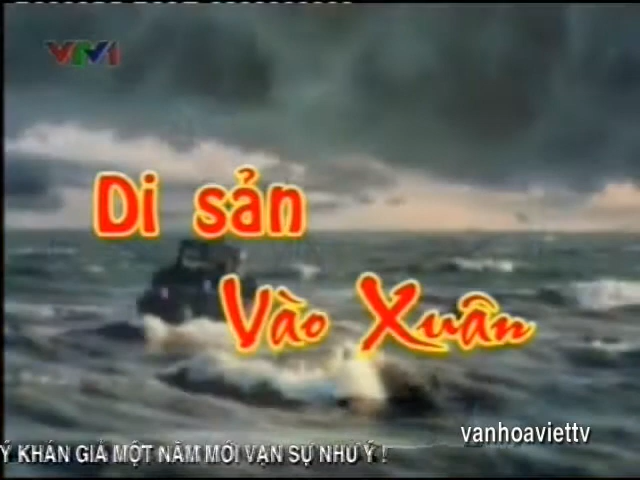 VTV1
Di sản
Vào Xuân
vanhoaviettv
Ý KHÁN GIẢ MỘT NĂM MỚI VẠN SỰ NHƯ Ý !